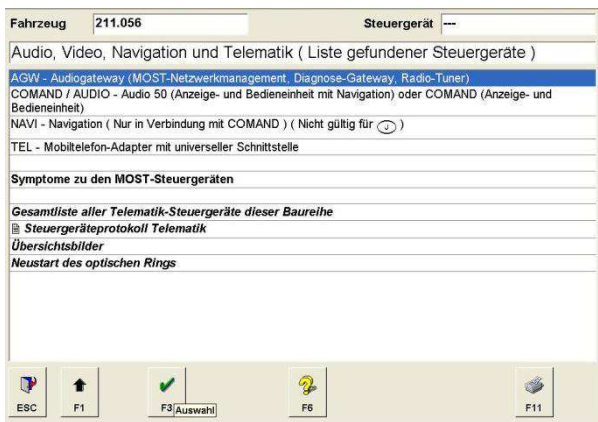 Fahrzeug 211.056 Steuergerät ---
Audio, Video, Navigation und Telematik ( Liste gefundener Steuergeräte )
AGW - Audiogateway (MOST-Netzwerkmanagement, Diagnose-Gateway, Radio-Tuner)
COMAND / AUDIO - Audio 50 (Anzeige- und Bedieneinheit mit Navigation) oder COMAND (Anzeige- und
Bedieneinheit)
NAVI - Navigation ( Nur in Verbindung mit COMAND ) ( Nicht gültig für J )
TEL - Mobiltelefon-Adapter mit universeller Schnittstelle
Symptome zu den MOST-Steuergeräten
Gesamtliste aller Telematik-Steuergeräte dieser Baureihe
Steuergeräteprotokoll Telematik
Übersichtsbilder
Neustart des optischen Rings
ESC F1 F3 Auswahl F6 F11